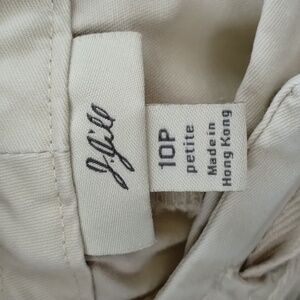 J.Jill
10P
petite
Made in
Hong Kong